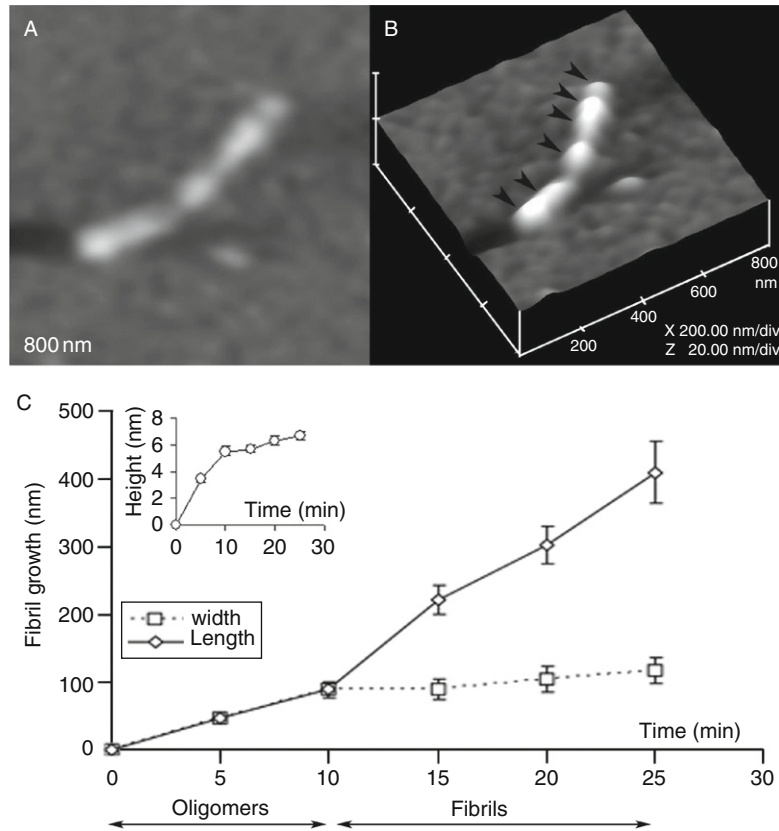 A
800 nm
B
200
400
600
800
nm
X 200.00 nm/div
Z 20.00 nm/div
C
Fibril growth (nm)
500
400
300
200
100
0
Height (nm)
8
6
4
2
0
Time (min)
0 10 20 30
width
Length
Time (min)
0 5 10 15 20 25 30
Oligomers Fibrils